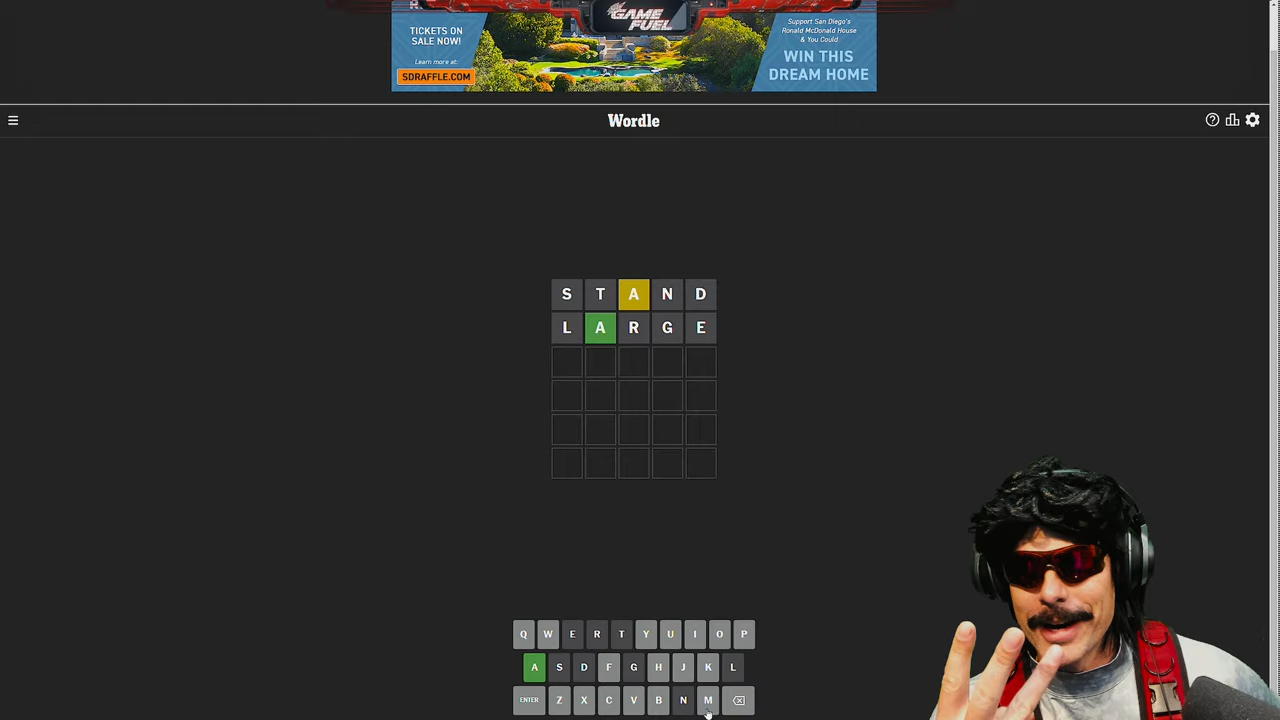 GAME
FUEL
TICKETS ON
SALE NOW!
Learn more at:
SDRAFFLE.COM
Support San Diego's
Ronald McDonald House
& You Could
WIN THIS
DREAM HOME
Wordle
S T A N D
L A R G E
Q W E R T Y U I O P
A S D F G H J K L
ENTER Z X C V B N M